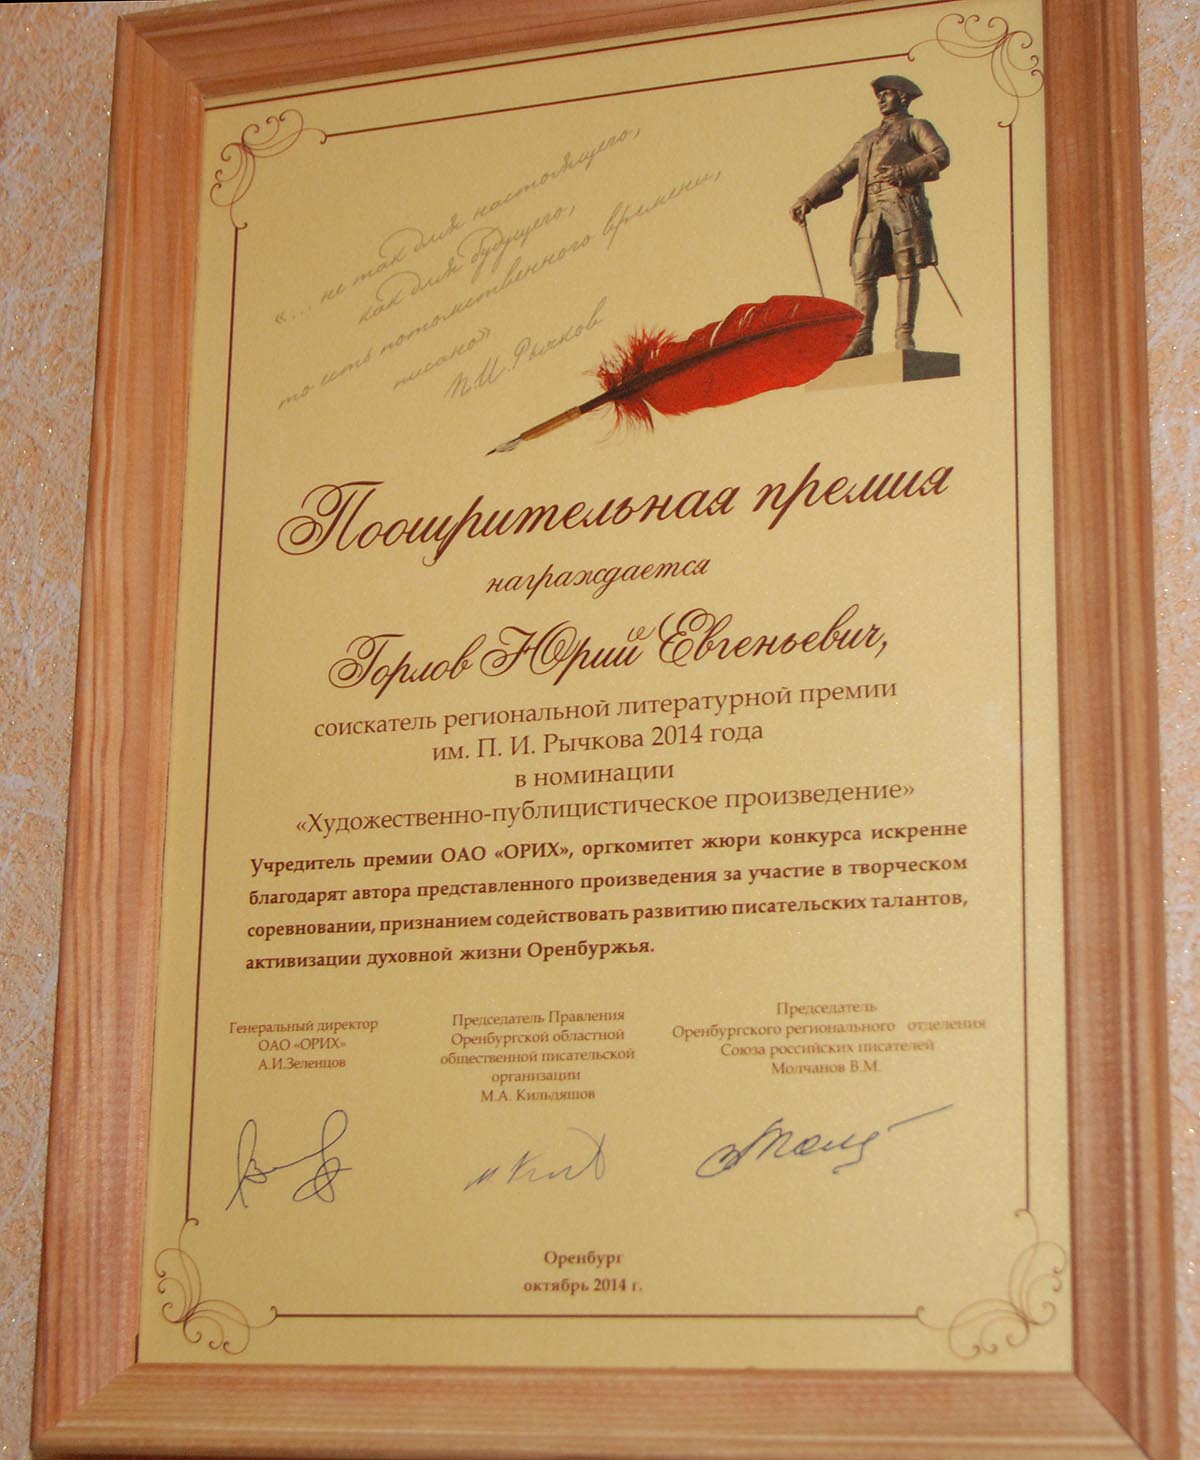 «... не так для настоящего,
как для будущего,
то есть потомственного времени,
писано»
П.И. Рычков
Поощрительная премия
награждается
Горлов Юрий Евгеньевич,
соискатель региональной литературной премии
им. П. И. Рычкова 2014 года
в номинации
«Художественно-публицистическое произведение»
Учредитель премии ОАО «ОРИХ», оргкомитет жюри конкурса искренне
благодарят автора представленного произведения за участие в творческом
соревновании, признанием содействовать развитию писательских талантов,
активизации духовной жизни Оренбуржья.
Генеральный директор
ОАО «ОРИХ»
А.И.Зеленцов
Председатель Правления
Оренбургской областной
общественной писательской
организации
М.А. Кильдяшов
Председатель
Оренбургского регионального отделения
Союза российских писателей
Молчанов В.М.
Оренбург
октябрь 2014 г.